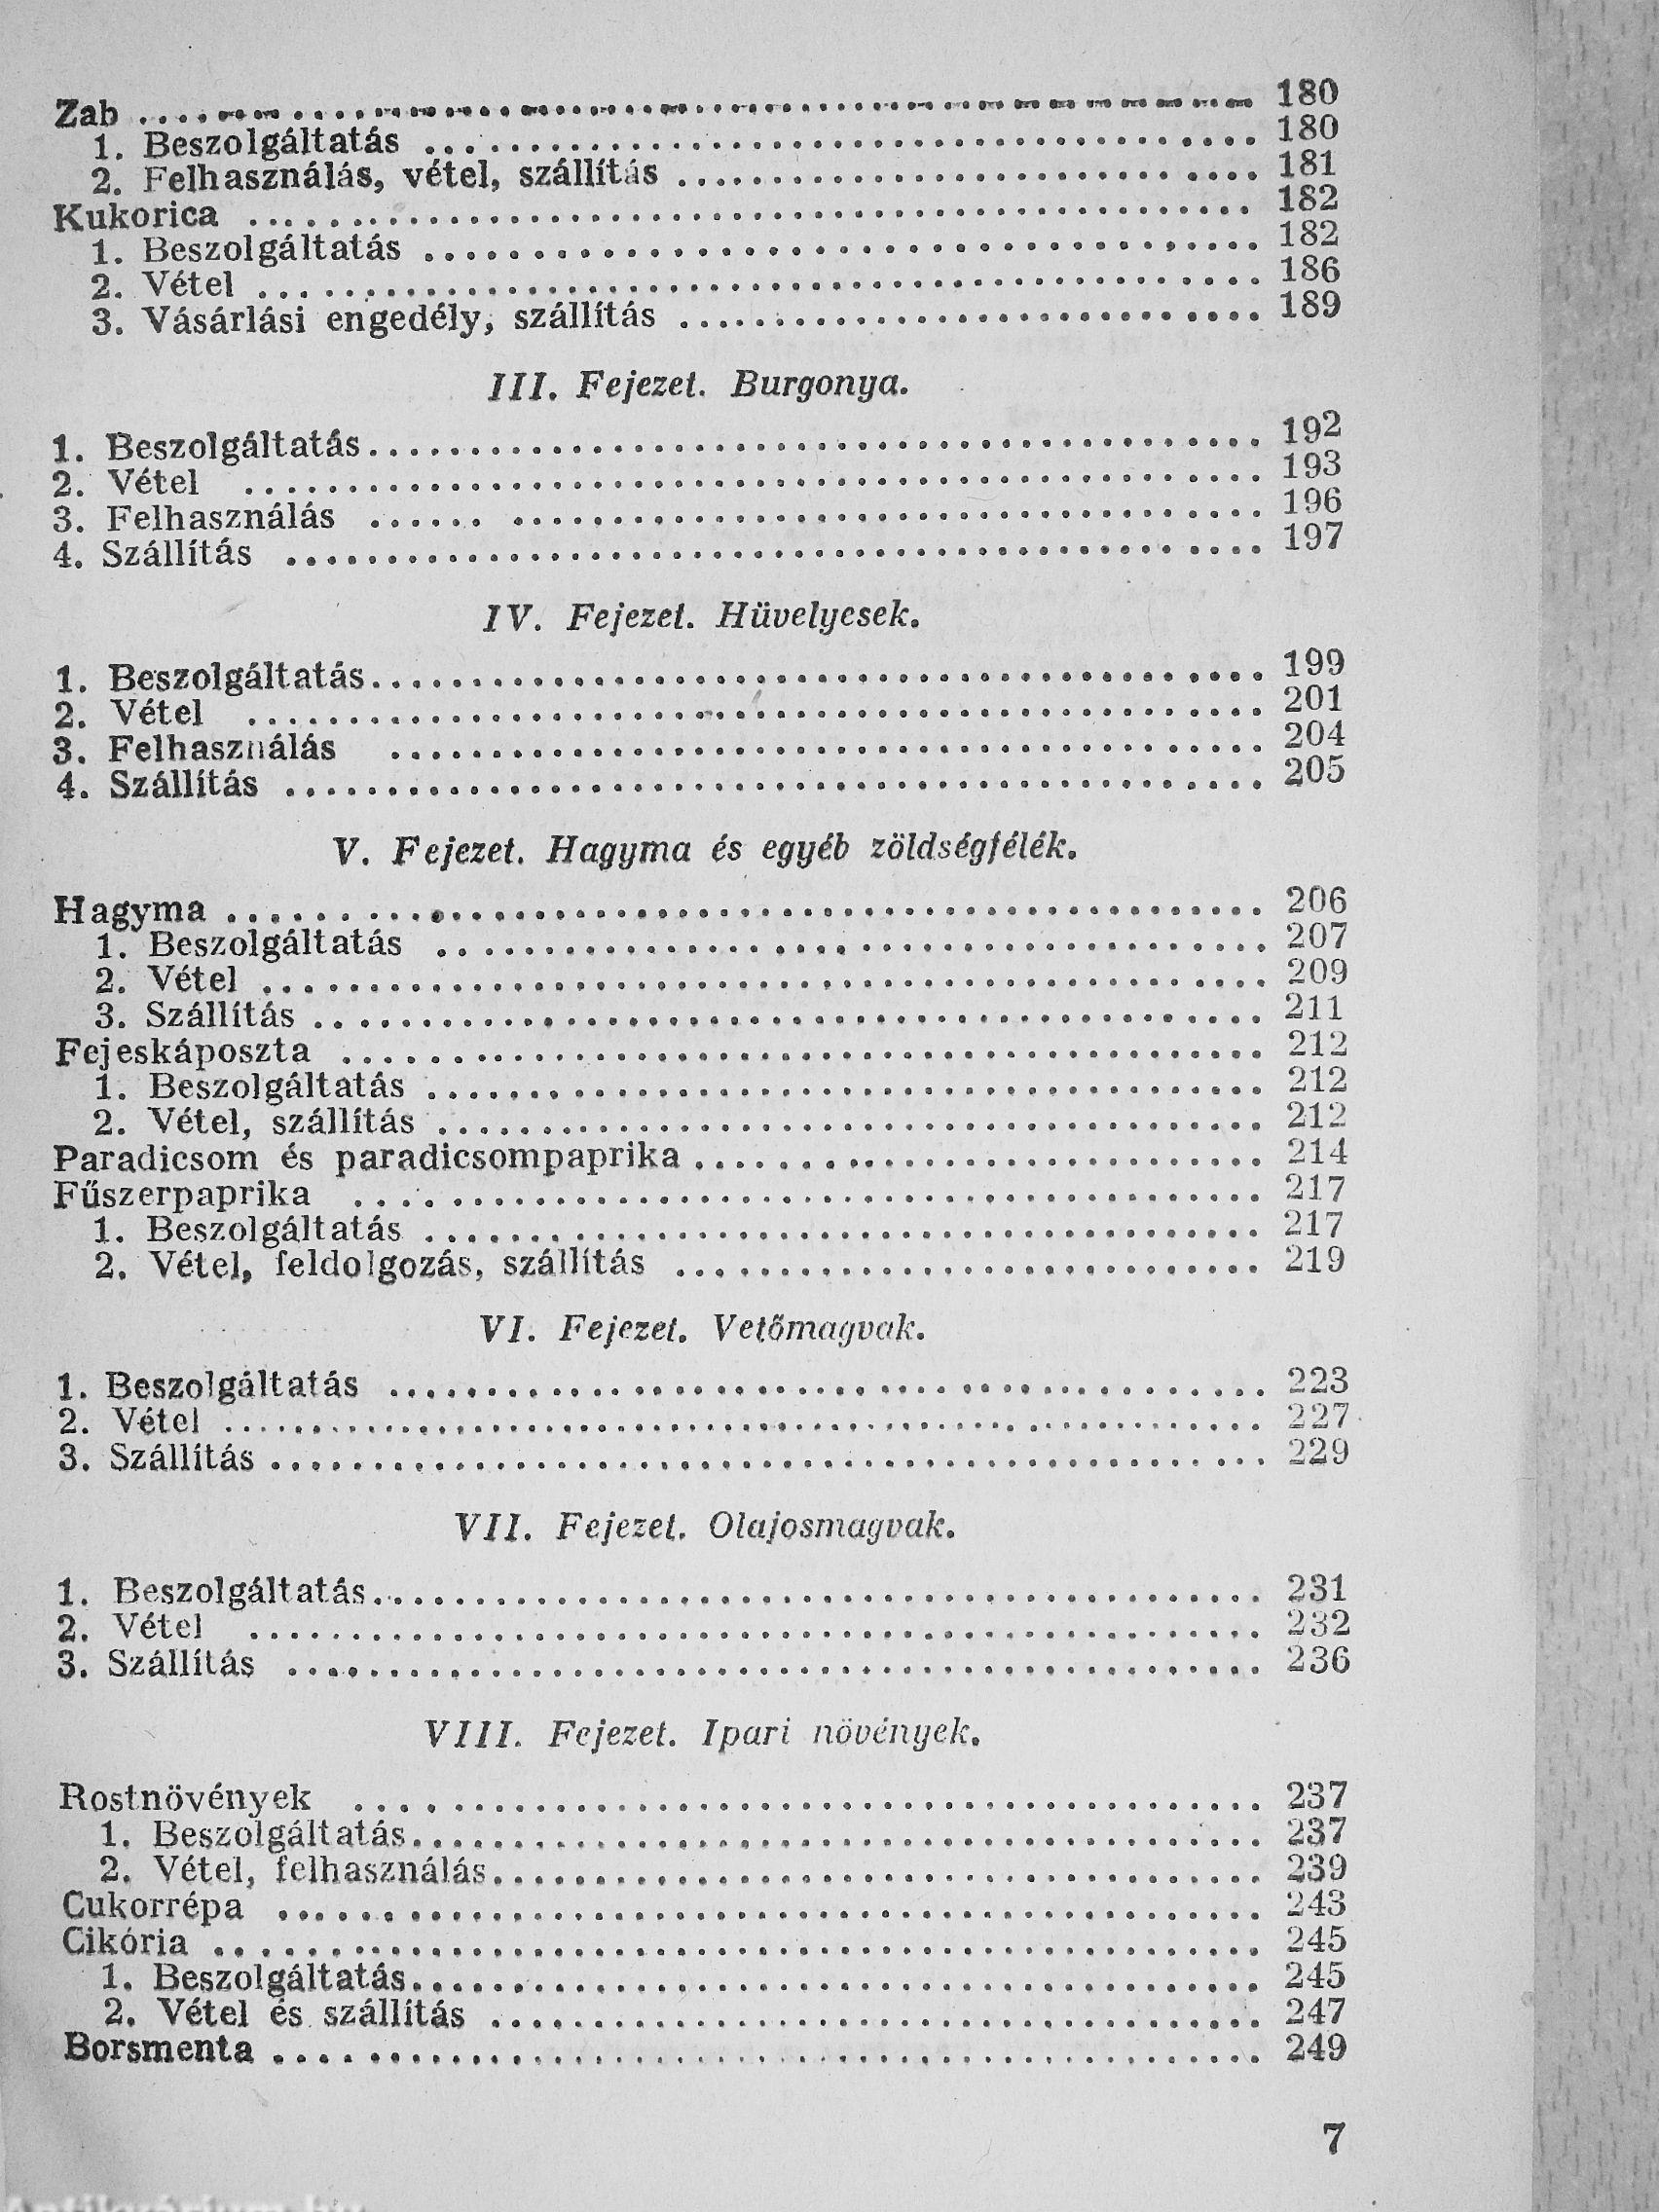 Zab ........ 180
1. Beszolgáltatás ........ 180
2. Felhasználás, vétel, szállítás ........ 181
Kukorica ........ 182
1. Beszolgáltatás ........ 182
2. Vétel ........ 186
3. Vásárlási engedély, szállítás ........ 189
III. Fejezet. Burgonya.
1. Beszolgáltatás ........ 192
2. Vétel ........ 193
3. Felhasználás ........ 196
4. Szállítás ........ 197
IV. Fejezet. Hüvelyesek.
1. Beszolgáltatás ........ 199
2. Vétel ........ 201
3. Felhasználás ........ 204
4. Szállítás ........ 205
V. Fejezet. Hagyma és egyéb zöldségfélék.
Hagyma ........ 206
1. Beszolgáltatás ........ 207
2. Vétel ........ 209
3. Szállítás ........ 211
Fejeskáposzta ........ 212
1. Beszolgáltatás ........ 212
2. Vétel, szállítás ........ 212
Paradicsom és paradicsompaprika ........ 214
Fűszerpaprika ........ 217
1. Beszolgáltatás ........ 217
2. Vétel, feldolgozás, szállítás ........ 219
VI. Fejezet. Vetőmagvak.
1. Beszolgáltatás ........ 223
2. Vétel ........ 227
3. Szállítás ........ 229
VII. Fejezet. Olajosmagvak.
1. Beszolgáltatás ........ 231
2. Vétel ........ 232
3. Szállítás ........ 236
VIII. Fejezet. Ipari növények.
Rostnövények ........ 237
1. Beszolgáltatás ........ 237
2. Vétel, felhasználás ........ 239
Cukorrépa ........ 243
Cikória ........ 245
1. Beszolgáltatás ........ 245
2. Vétel és szállítás ........ 247
Borsmenta ........ 249
7